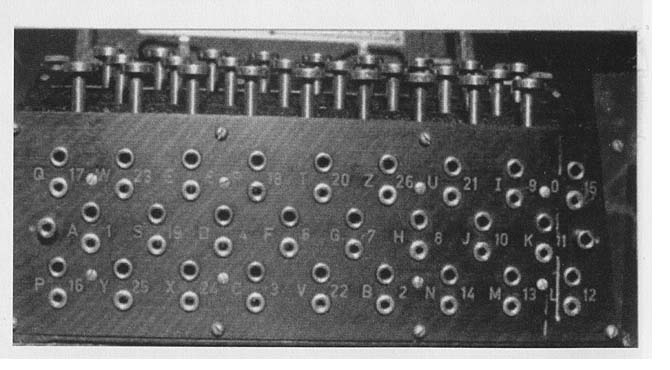 Q 17 W 23 E 5 R 18 T 20 Z 26 U 21 I 9 O 15
A 1 S 19 D 4 F 6 G 7 H 8 J 10 K 11
P 16 Y 25 X 24 C 3 V 22 B 2 N 14 M 13 L 12